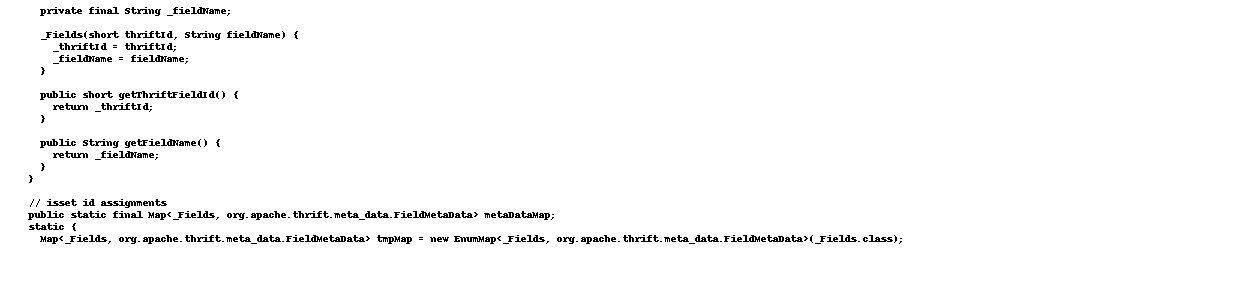 private final String _fieldName;
_Fields(short thriftId, String fieldName) {
_thriftId = thriftId;
_fieldName = fieldName;
}
public short getThriftFieldId() {
return _thriftId;
}
public String getFieldName() {
return _fieldName;
}
}
// isset id assignments
public static final Map<_Fields, org.apache.thrift.meta_data.FieldMetaData> metaDataMap;
static {
Map<_Fields, org.apache.thrift.meta_data.FieldMetaData> tmpMap = new EnumMap<_Fields, org.apache.thrift.meta_data.FieldMetaData>(_Fields.class);